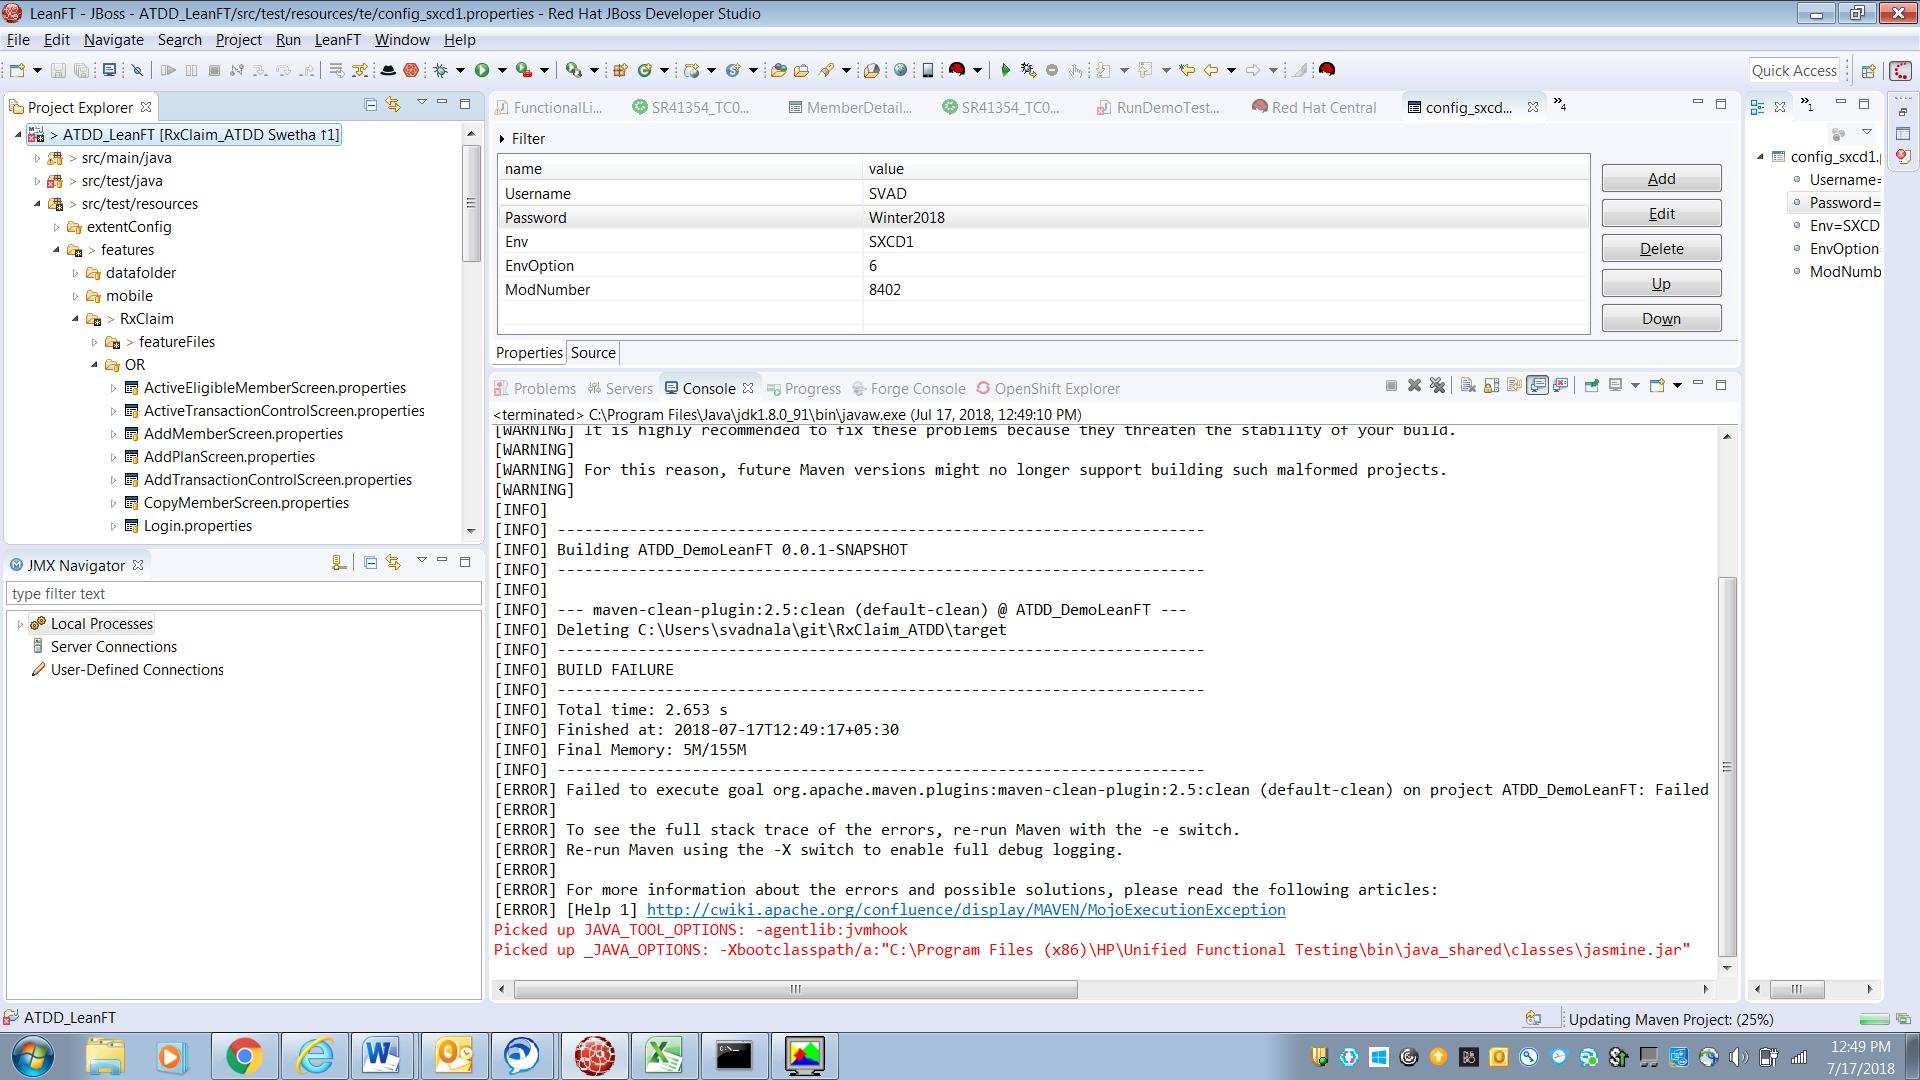 LeanFT - JBoss - ATDD_LeanFT/src/test/resources/te/config_sxcd1.properties - Red Hat JBoss Developer Studio
File Edit Navigate Search Project Run LeanFT Window Help
Quick Access
Project Explorer
> ATDD_LeanFT [RxClaim_ATDD Swetha ↑1]
> src/main/java
> src/test/java
> src/test/resources
extentConfig
> features
datafolder
mobile
> RxClaim
> featureFiles
OR
ActiveEligibleMemberScreen.properties
ActiveTransactionControlScreen.properties
AddMemberScreen.properties
AddPlanScreen.properties
AddTransactionControlScreen.properties
CopyMemberScreen.properties
Login.properties
JMX Navigator
type filter text
Local Processes
Server Connections
User-Defined Connections
FunctionalLi... SR41354_TC0... MemberDetail... SR41354_TC0... RunDemoTest... Red Hat Central config_sxcd... »4
Filter
name value
Username SVAD
Password Winter2018
Env SXCD1
EnvOption 6
ModNumber 8402
Add
Edit
Delete
Up
Down
Properties Source
Problems Servers Console Progress Forge Console OpenShift Explorer
<terminated> C:\Program Files\Java\jdk1.8.0_91\bin\javaw.exe (Jul 17, 2018, 12:49:10 PM)
[WARNING] It is highly recommended to fix these problems because they threaten the stability of your build.
[WARNING]
[WARNING] For this reason, future Maven versions might no longer support building such malformed projects.
[WARNING]
[INFO]
[INFO] ------------------------------------------------------------------------
[INFO] Building ATDD_DemoLeanFT 0.0.1-SNAPSHOT
[INFO] ------------------------------------------------------------------------
[INFO]
[INFO] --- maven-clean-plugin:2.5:clean (default-clean) @ ATDD_DemoLeanFT ---
[INFO] Deleting C:\Users\svadnala\git\RxClaim_ATDD\target
[INFO] ------------------------------------------------------------------------
[INFO] BUILD FAILURE
[INFO] ------------------------------------------------------------------------
[INFO] Total time: 2.653 s
[INFO] Finished at: 2018-07-17T12:49:17+05:30
[INFO] Final Memory: 5M/155M
[INFO] ------------------------------------------------------------------------
[ERROR] Failed to execute goal org.apache.maven.plugins:maven-clean-plugin:2.5:clean (default-clean) on project ATDD_DemoLeanFT: Failed
[ERROR]
[ERROR] To see the full stack trace of the errors, re-run Maven with the -e switch.
[ERROR] Re-run Maven using the -X switch to enable full debug logging.
[ERROR]
[ERROR] For more information about the errors and possible solutions, please read the following articles:
[ERROR] [Help 1] http://cwiki.apache.org/confluence/display/MAVEN/MojoExecutionException
Picked up JAVA_TOOL_OPTIONS: -agentlib:jvmhook
Picked up _JAVA_OPTIONS: -Xbootclasspath/a:"C:\Program Files (x86)\HP\Unified Functional Testing\bin\java_shared\classes\jasmine.jar"
»1
config_sxcd1.
Username=
Password=
Env=SXCD
EnvOption
ModNumb
ATDD_LeanFT
Updating Maven Project: (25%)
12:49 PM
7/17/2018